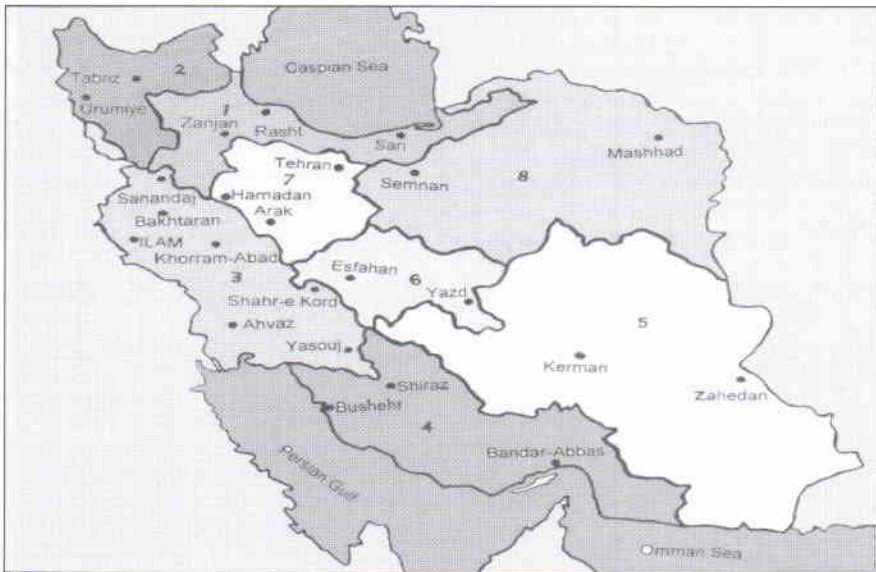 Caspian Sea
Tabriz
2
Urumiye
1
Zanjan
Rasht
Sari
Mashhad
Tehran
7
Semnan
8
Sanandaj
Hamadan
Bakhtaran
Arak
ILAM
Khorram-Abad
3
Esfahan
6
Shahr-e Kord
Yazd
5
Ahvaz
Yasouj
Kerman
Shiraz
Zahedan
Bushehr
4
Bandar-Abbas
Persian Gulf
Omman Sea